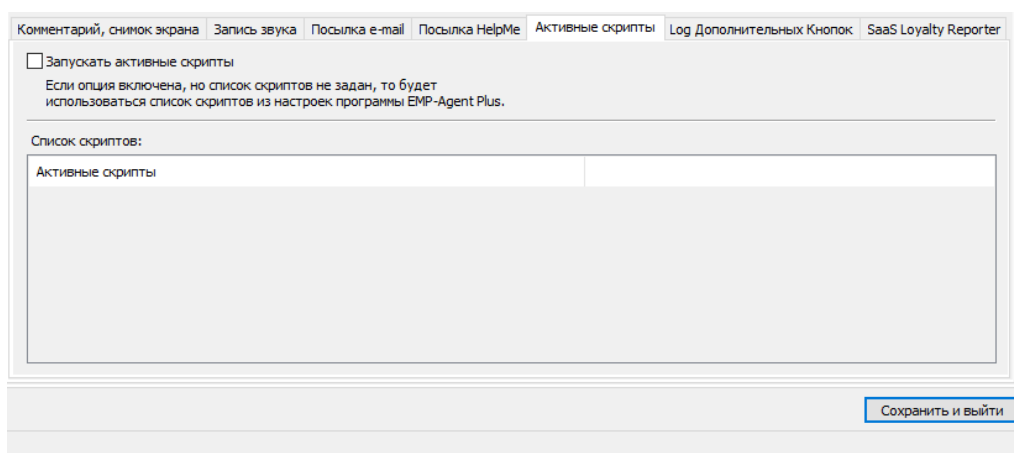 Комментарий, снимок экрана Запись звука Посылка e-mail Посылка HelpMe Активные скрипты Log Дополнительных Кнопок SaaS Loyalty Reporter
Запускать активные скрипты
Если опция включена, но список скриптов не задан, то будет
использоваться список скриптов из настроек программы EMP-Agent Plus.
Список скриптов:
Активные скрипты
Сохранить и выйти